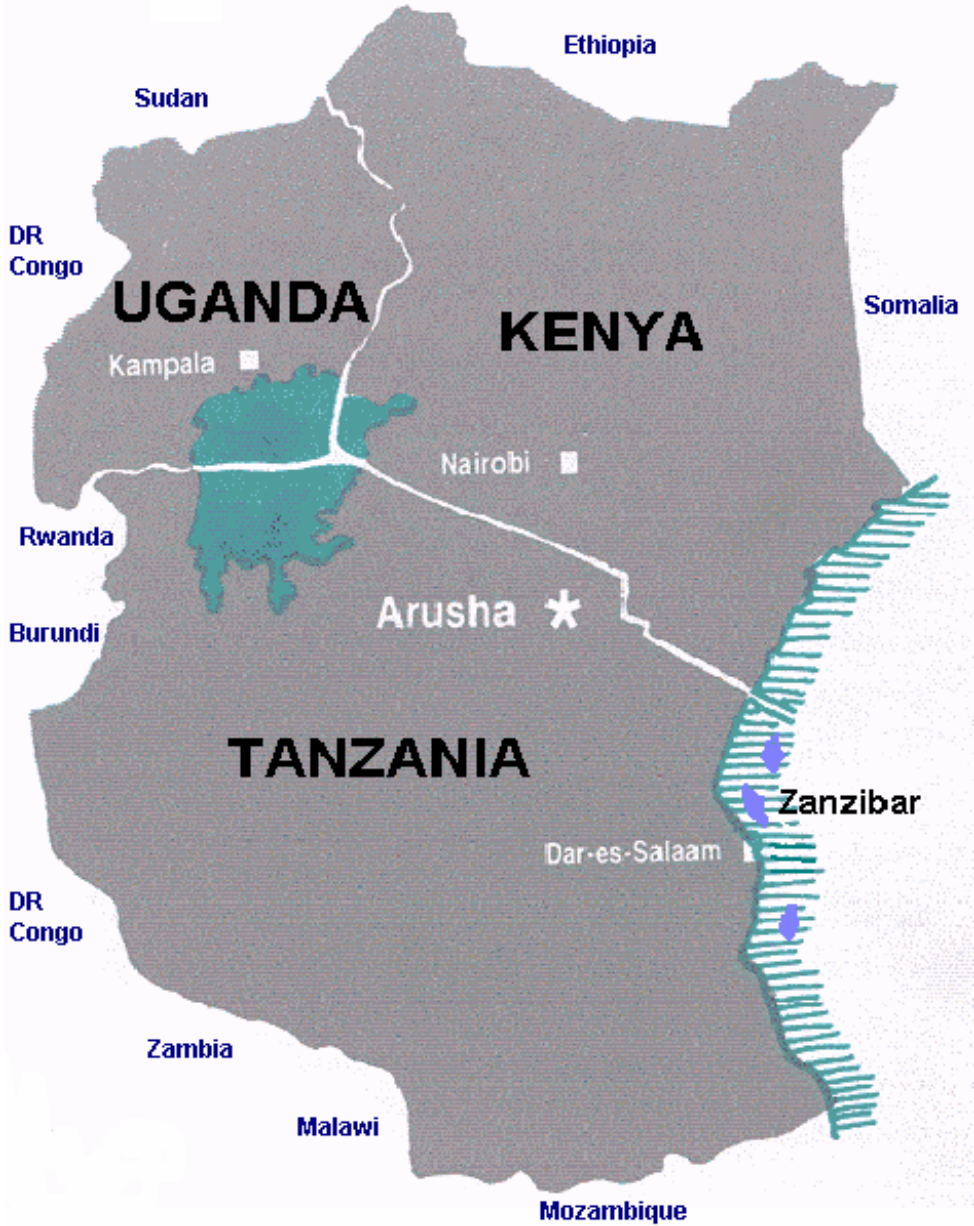 Ethiopia
Sudan
DR
Congo
UGANDA
KENYA
Somalia
Kampala
Nairobi
Rwanda
Arusha
Burundi
TANZANIA
Zanzibar
Dar-es-Salaam
DR
Congo
Zambia
Malawi
Mozambique